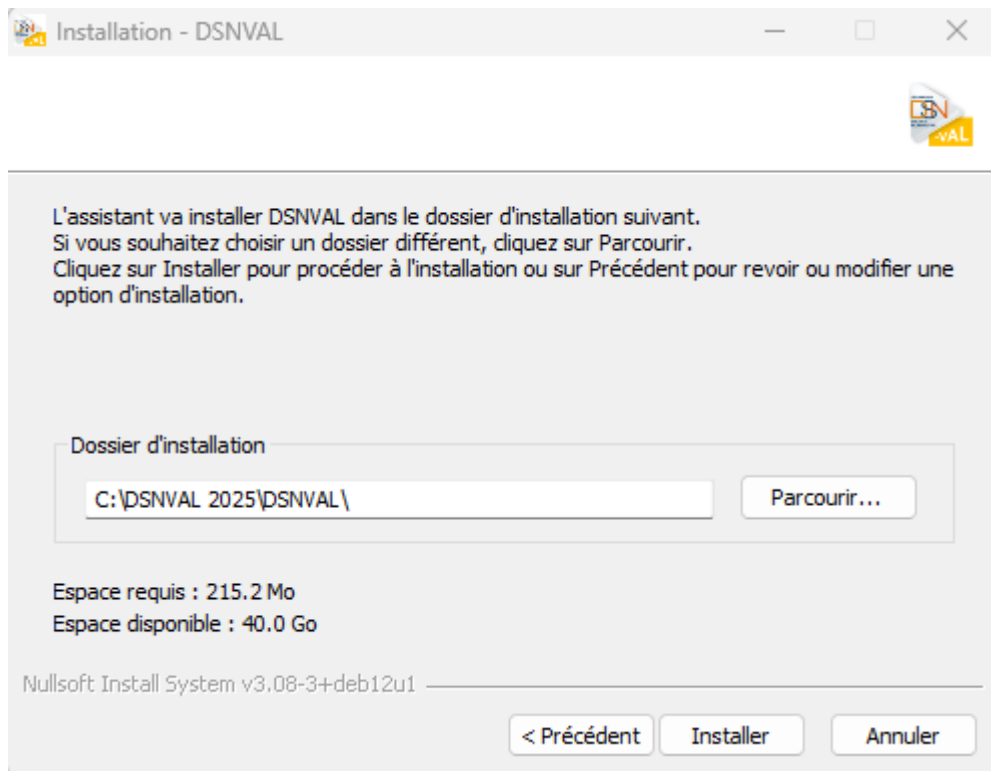 Installation - DSNVAL
DSN
-VAL
L'assistant va installer DSNVAL dans le dossier d'installation suivant.
Si vous souhaitez choisir un dossier différent, cliquez sur Parcourir.
Cliquez sur Installer pour procéder à l'installation ou sur Précédent pour revoir ou modifier une
option d'installation.
Dossier d'installation
C:\DSNVAL 2025\DSNVAL\
Parcourir...
Espace requis : 215.2 Mo
Espace disponible : 40.0 Go
Nullsoft Install System v3.08-3+deb12u1
< Précédent
Installer
Annuler